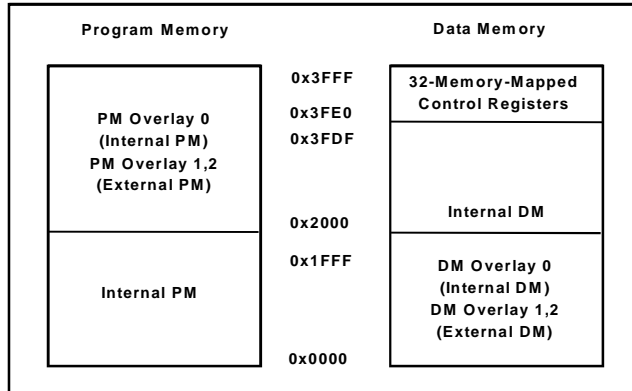 Program Memory
Data Memory
PM Overlay 0
(Internal PM)
PM Overlay 1,2
(External PM)
Internal PM
0x3FFF
0x3FE0
0x3FDF
0x2000
0x1FFF
0x0000
32-Memory-Mapped
Control Registers
Internal DM
DM Overlay 0
(Internal DM)
DM Overlay 1,2
(External DM)